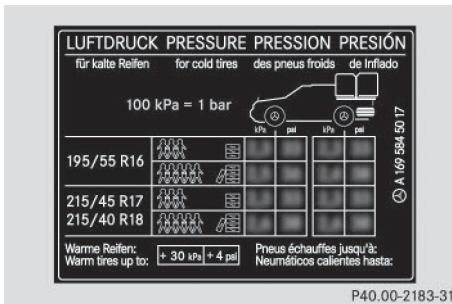 LUFTDRUCK PRESSURE PRESSION PRESIÓN
für kalte Reifen for cold tires des pneus froids de Inflado
100 kPa = 1 bar
kPa psi kPa psi
195/55 R16
215/45 R17
215/40 R18
Warme Reifen:
Warm tires up to:
+ 30 kPa + 4 psi
Pneus échauffes jusqu'à:
Neumáticos calientes hasta:
A 169 584 50 17
P40.00-2183-31